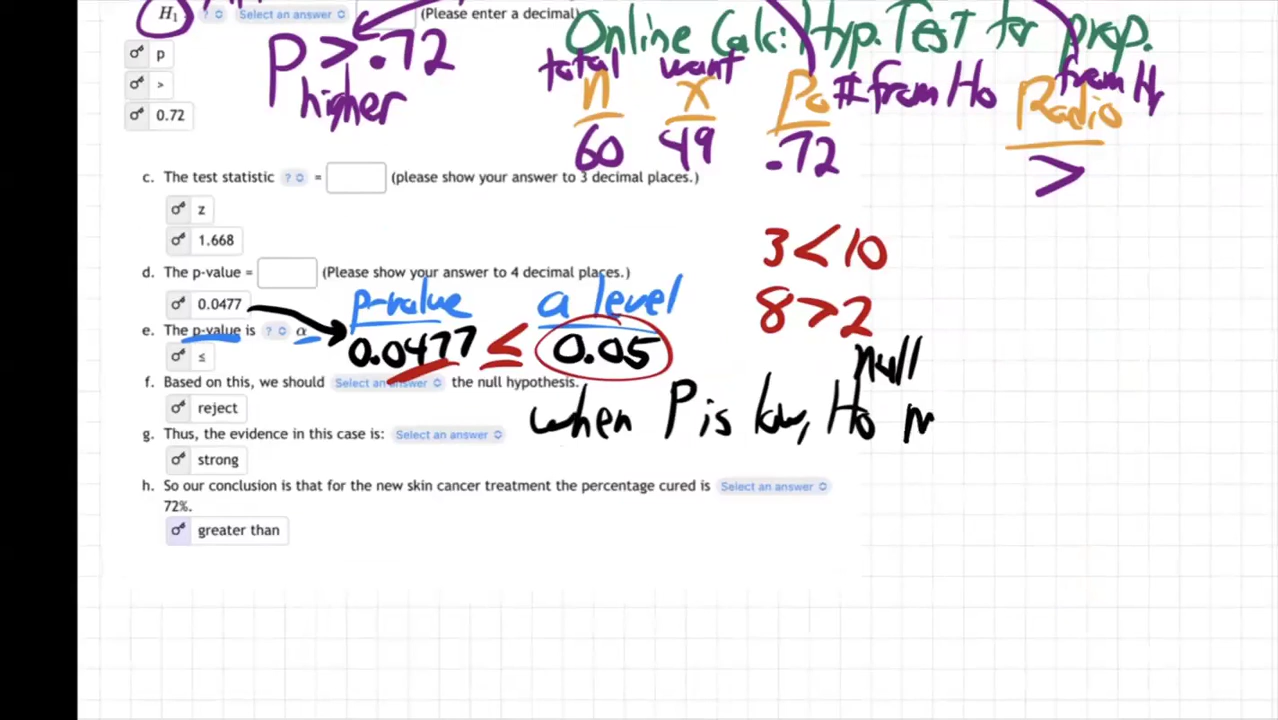 H₁ ? Select an answer (Please enter a decimal)
Online Calc: Hyp. TEST for prop.
p
>
0.72
P > .72
higher
total want # from Ho from H₁
n x Po Radio
60 49 .72 >
c. The test statistic ? = (please show your answer to 3 decimal places.)
z
1.668
3 < 10
d. The p-value = (Please show your answer to 4 decimal places.)
8 > 2
0.0477
p-value a level
e. The p-value is ? α
0.0477 ≤ 0.05
≤
f. Based on this, we should Select an answer the null hypothesis.
null
when P is low, Ho m
reject
g. Thus, the evidence in this case is: Select an answer
strong
h. So our conclusion is that for the new skin cancer treatment the percentage cured is Select an answer
72%.
greater than